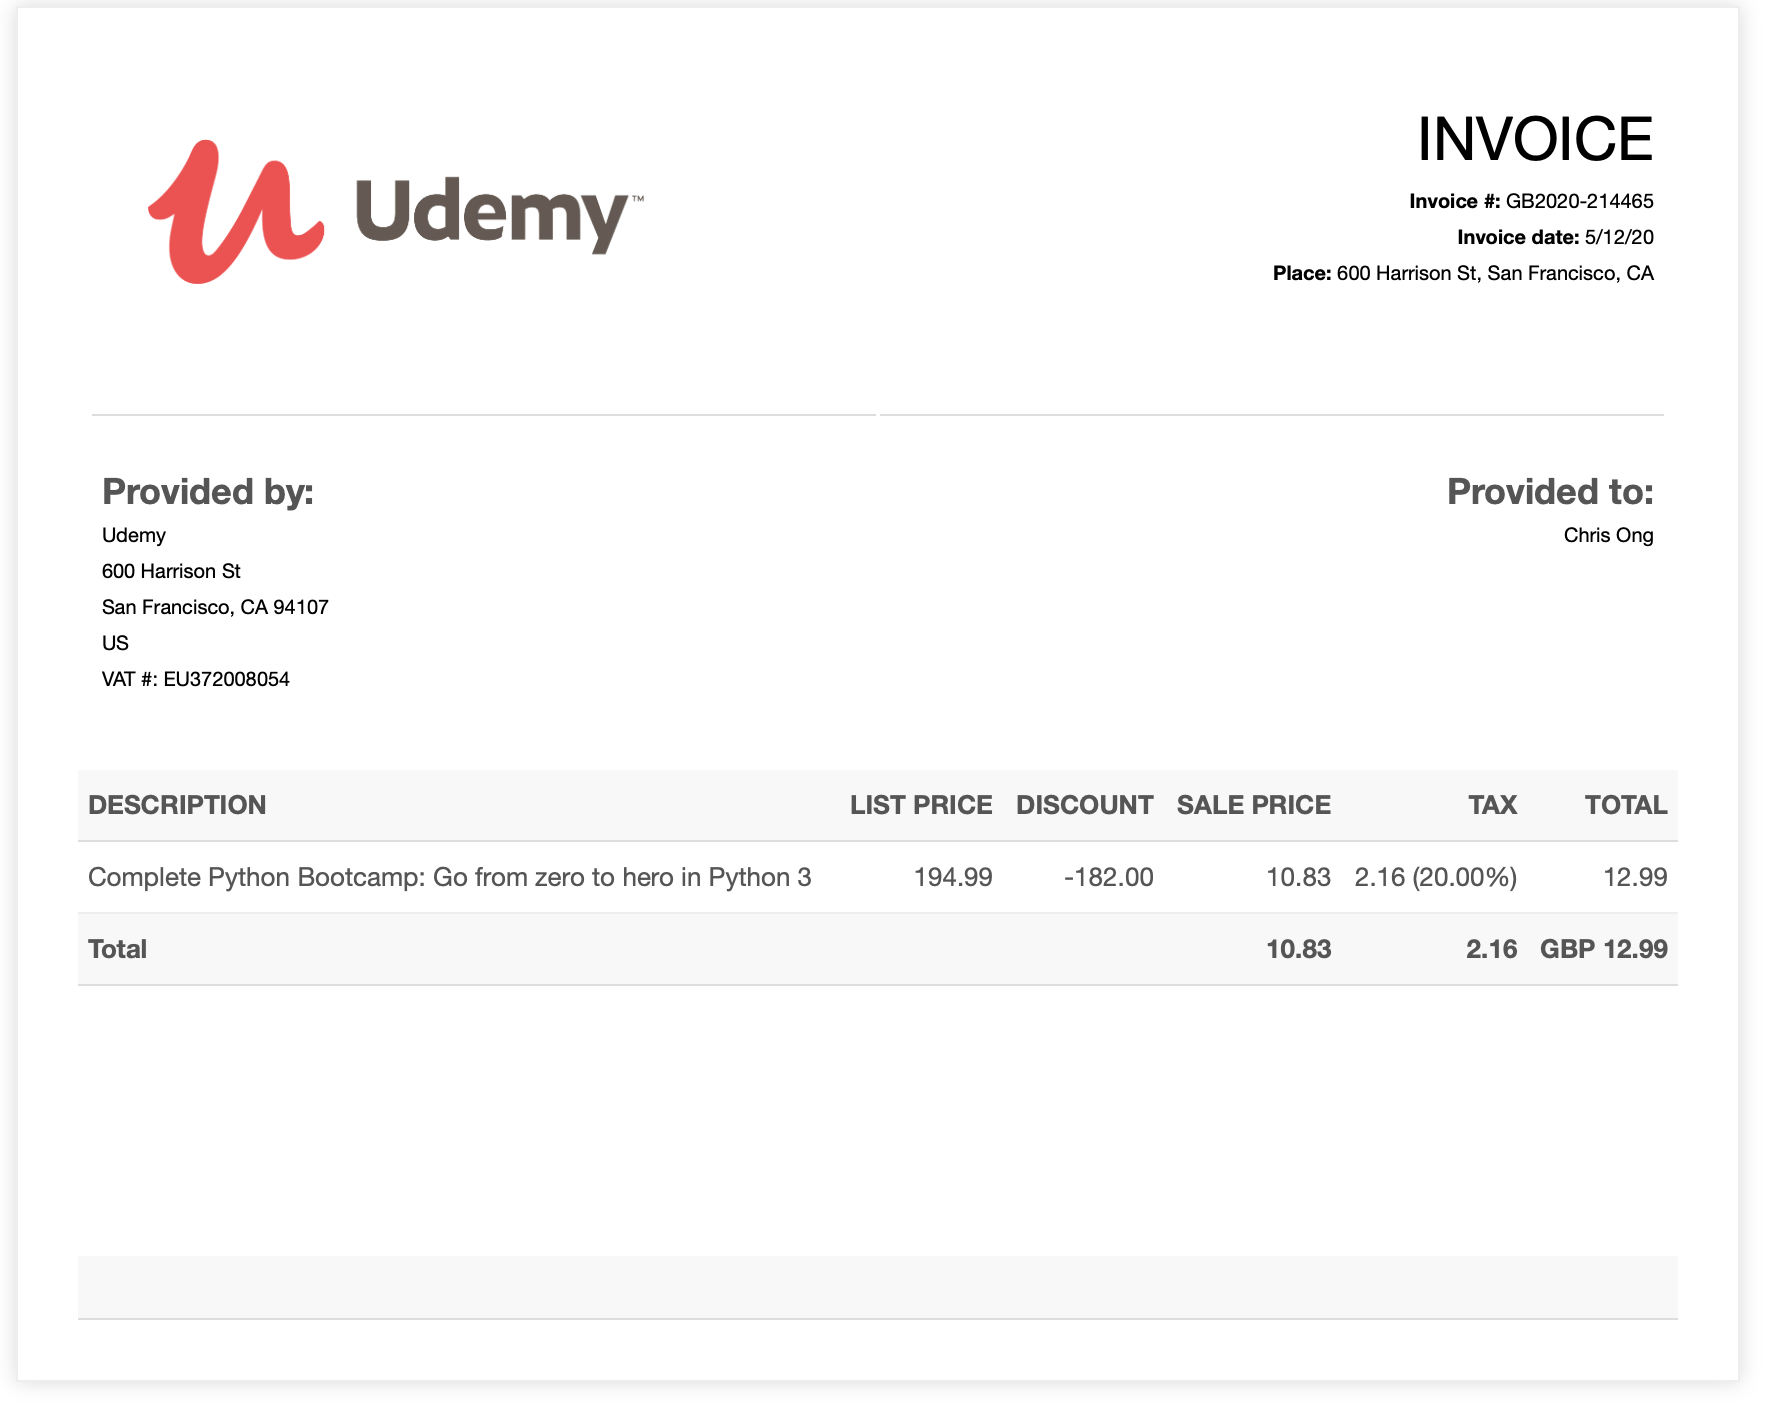 Udemy™
INVOICE
Invoice #: GB2020-214465
Invoice date: 5/12/20
Place: 600 Harrison St, San Francisco, CA
Provided by:
Udemy
600 Harrison St
San Francisco, CA 94107
US
VAT #: EU372008054
Provided to:
Chris Ong
DESCRIPTION LIST PRICE DISCOUNT SALE PRICE TAX TOTAL
Complete Python Bootcamp: Go from zero to hero in Python 3 194.99 -182.00 10.83 2.16 (20.00%) 12.99
Total 10.83 2.16 GBP 12.99